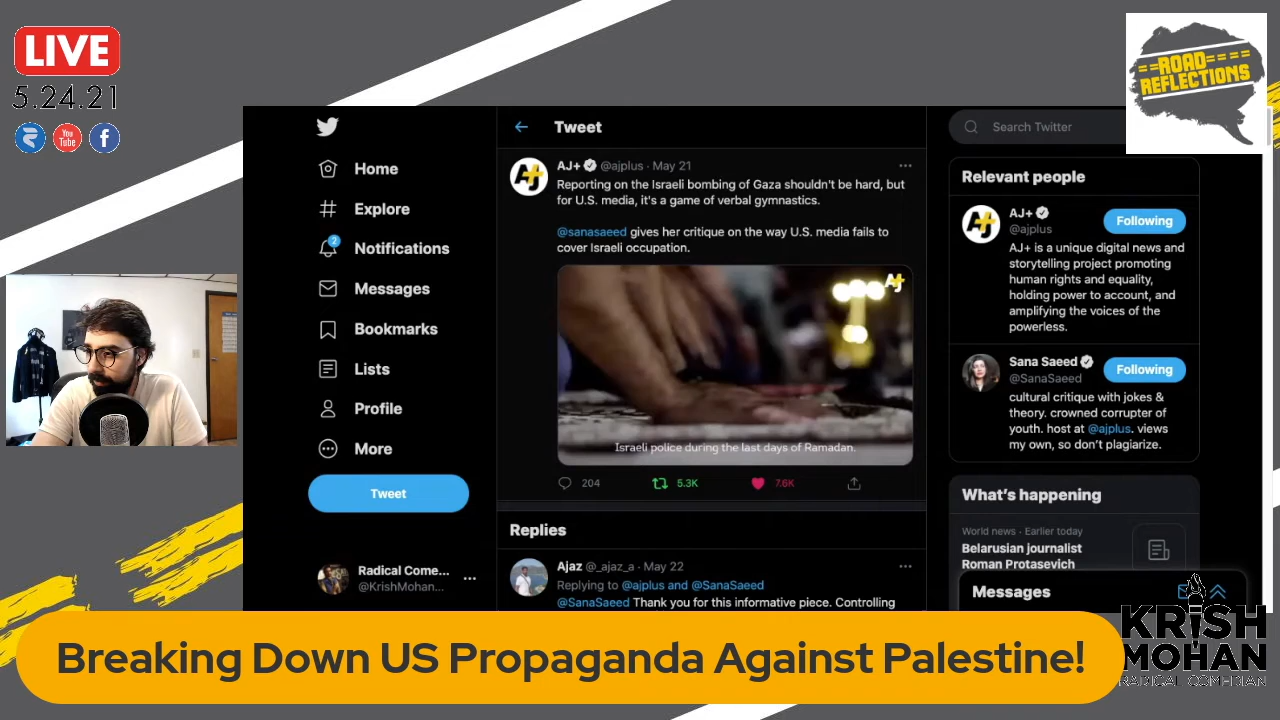 LIVE
5.24.21
You
Tube
f
==ROAD====
REFLECTIONS
Home
Explore
2
Notifications
Messages
Bookmarks
Lists
Profile
More
Tweet
Radical Come...
@KrishMohan...
Tweet
AJ+ @ajplus · May 21
Reporting on the Israeli bombing of Gaza shouldn't be hard, but
for U.S. media, it's a game of verbal gymnastics.
@sanasaeed gives her critique on the way U.S. media fails to
cover Israeli occupation.
AJ+
Israeli police during the last days of Ramadan.
204
5.3K
7.6K
Replies
Ajaz @_ajaz_a · May 22
Replying to @ajplus and @SanaSaeed
@SanaSaeed Thank you for this informative piece. Controlling
Search Twitter
Relevant people
AJ+
@ajplus
Following
AJ+ is a unique digital news and
storytelling project promoting
human rights and equality,
holding power to account, and
amplifying the voices of the
powerless.
Sana Saeed
@SanaSaeed
Following
cultural critique with jokes &
theory. crowned corrupter of
youth. host at @ajplus. views
my own, so don't plagiarize.
What's happening
World news · Earlier today
Belarusian journalist
Roman Protasevich
Messages
Breaking Down US Propaganda Against Palestine!
KRISH
MOHAN
RADICAL COMEDIAN